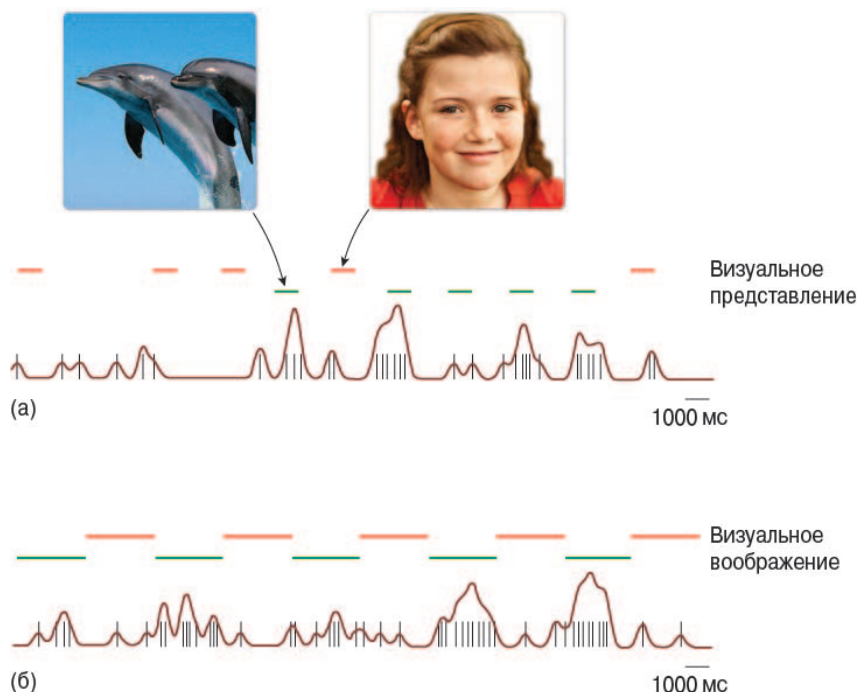 Визуальное
представление
(а)
1000 мс
Визуальное
воображение
(б)
1000 мс